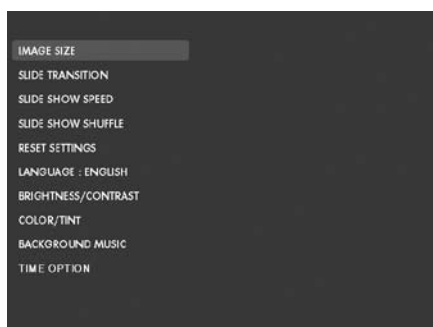 IMAGE SIZE
SLIDE TRANSITION
SLIDE SHOW SPEED
SLIDE SHOW SHUFFLE
RESET SETTINGS
LANGUAGE : ENGLISH
BRIGHTNESS/CONTRAST
COLOR/TINT
BACKGROUND MUSIC
TIME OPTION